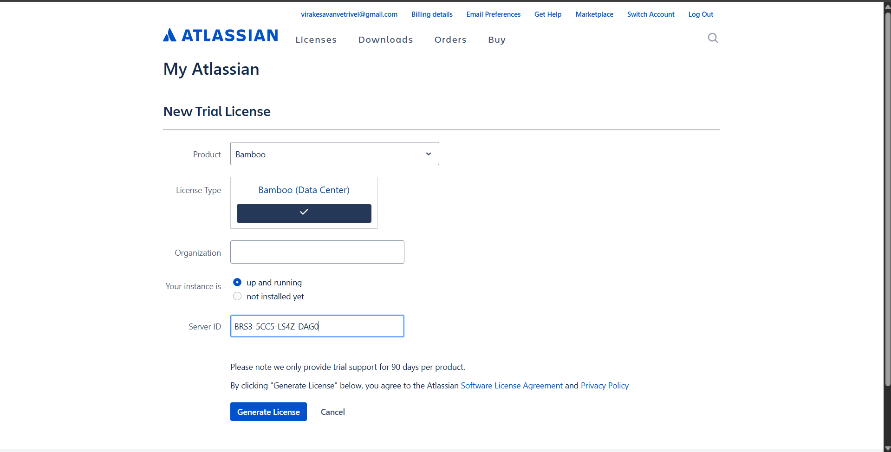 virakesavanvetrivel@gmail.com Billing details Email Preferences Get Help Marketplace Switch Account Log Out
ATLASSIAN Licenses Downloads Orders Buy
My Atlassian
New Trial License
Product Bamboo
License Type Bamboo (Data Center)
Organization
Your instance is up and running
not installed yet
Server ID BRS3-5CC5-LS4Z-DAG0
Please note we only provide trial support for 90 days per product.
By clicking "Generate License" below, you agree to the Atlassian Software License Agreement and Privacy Policy
Generate License Cancel